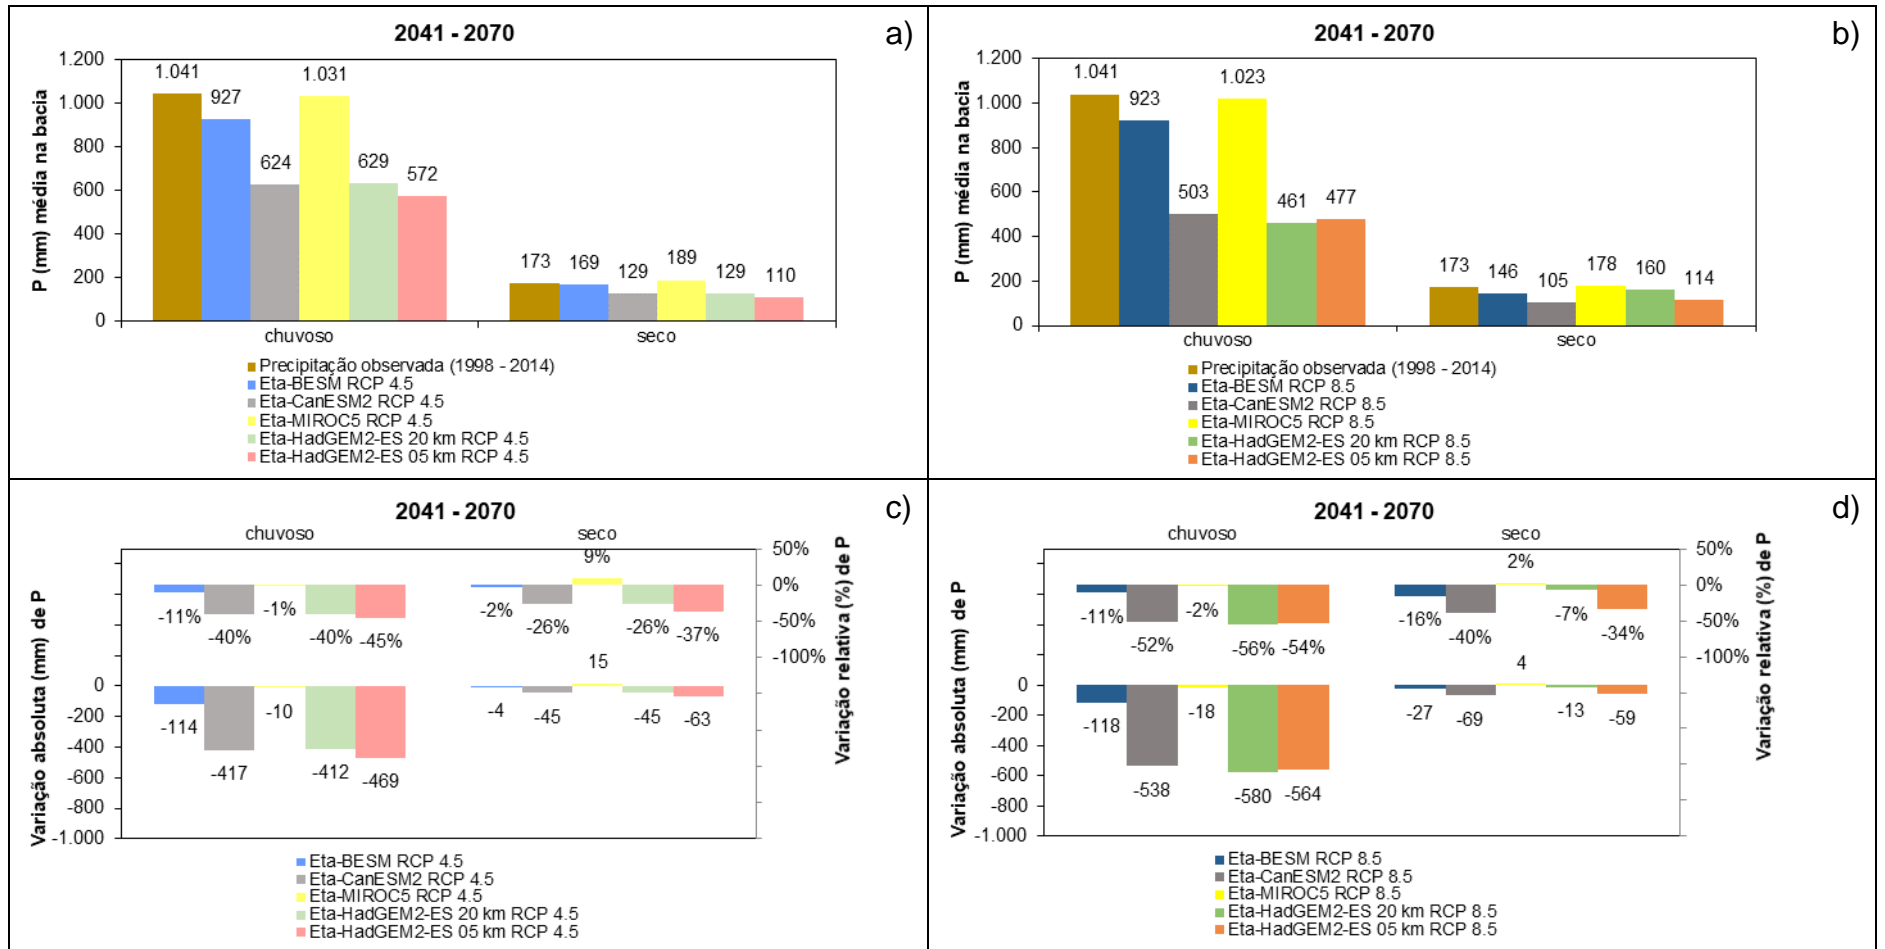 2041 - 2070
a)
P (mm) média na bacia
1.200
1.000
800
600
400
200
0
1.041
927
624
1.031
629
572
173
169
129
189
129
110
chuvoso
seco
Precipitação observada (1998 - 2014)
Eta-BESM RCP 4.5
Eta-CanESM2 RCP 4.5
Eta-MIROC5 RCP 4.5
Eta-HadGEM2-ES 20 km RCP 4.5
Eta-HadGEM2-ES 05 km RCP 4.5
2041 - 2070
b)
P (mm) média na bacia
1.200
1.000
800
600
400
200
0
1.041
923
503
1.023
461
477
173
146
105
178
160
114
chuvoso
seco
Precipitação observada (1998 - 2014)
Eta-BESM RCP 8.5
Eta-CanESM2 RCP 8.5
Eta-MIROC5 RCP 8.5
Eta-HadGEM2-ES 20 km RCP 8.5
Eta-HadGEM2-ES 05 km RCP 8.5
2041 - 2070
c)
chuvoso
seco
Variação absoluta (mm) de P
0
-200
-400
-600
-800
-1.000
Variação relativa (%) de P
50%
0%
-50%
-100%
-11%
-40%
-1%
-40%
-45%
-2%
-26%
9%
-26%
-37%
-114
-417
-10
-412
-469
-4
-45
15
-45
-63
Eta-BESM RCP 4.5
Eta-CanESM2 RCP 4.5
Eta-MIROC5 RCP 4.5
Eta-HadGEM2-ES 20 km RCP 4.5
Eta-HadGEM2-ES 05 km RCP 4.5
2041 - 2070
d)
chuvoso
seco
Variação absoluta (mm) de P
0
-200
-400
-600
-800
-1.000
Variação relativa (%) de P
50%
0%
-50%
-100%
-11%
-52%
-2%
-56%
-54%
-16%
-40%
2%
-7%
-34%
-118
-538
-18
-580
-564
-27
-69
4
-13
-59
Eta-BESM RCP 8.5
Eta-CanESM2 RCP 8.5
Eta-MIROC5 RCP 8.5
Eta-HadGEM2-ES 20 km RCP 8.5
Eta-HadGEM2-ES 05 km RCP 8.5